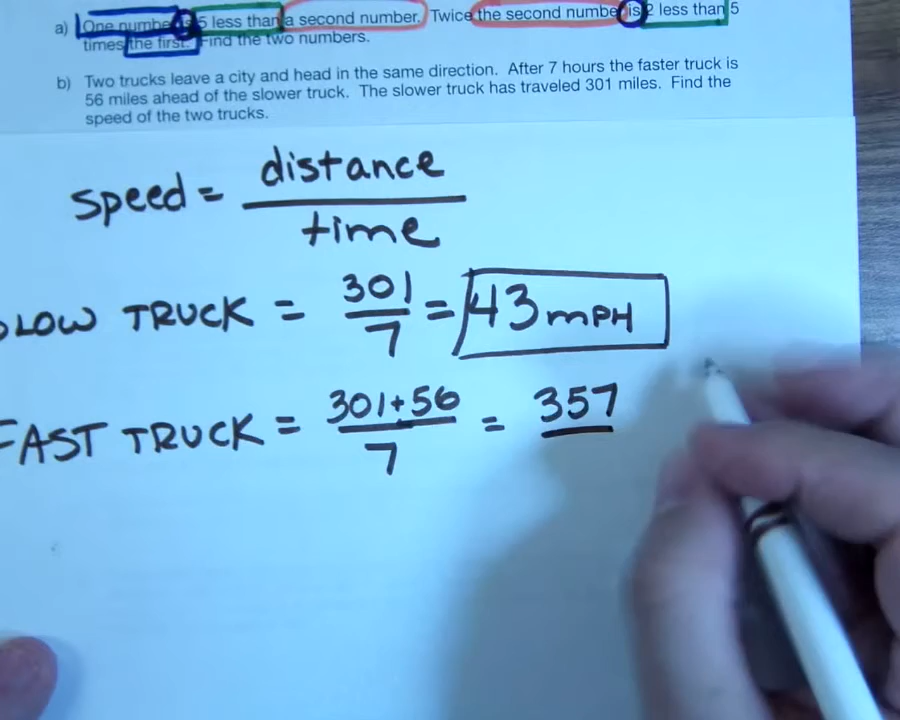 a) One number is 5 less than a second number. Twice the second number is 2 less than 5
times the first. Find the two numbers.
b) Two trucks leave a city and head in the same direction. After 7 hours the faster truck is
56 miles ahead of the slower truck. The slower truck has traveled 301 miles. Find the
speed of the two trucks.
speed = distance
time
SLOW TRUCK = 301 = 43 mPH
7
FAST TRUCK = 301+56 = 357
7